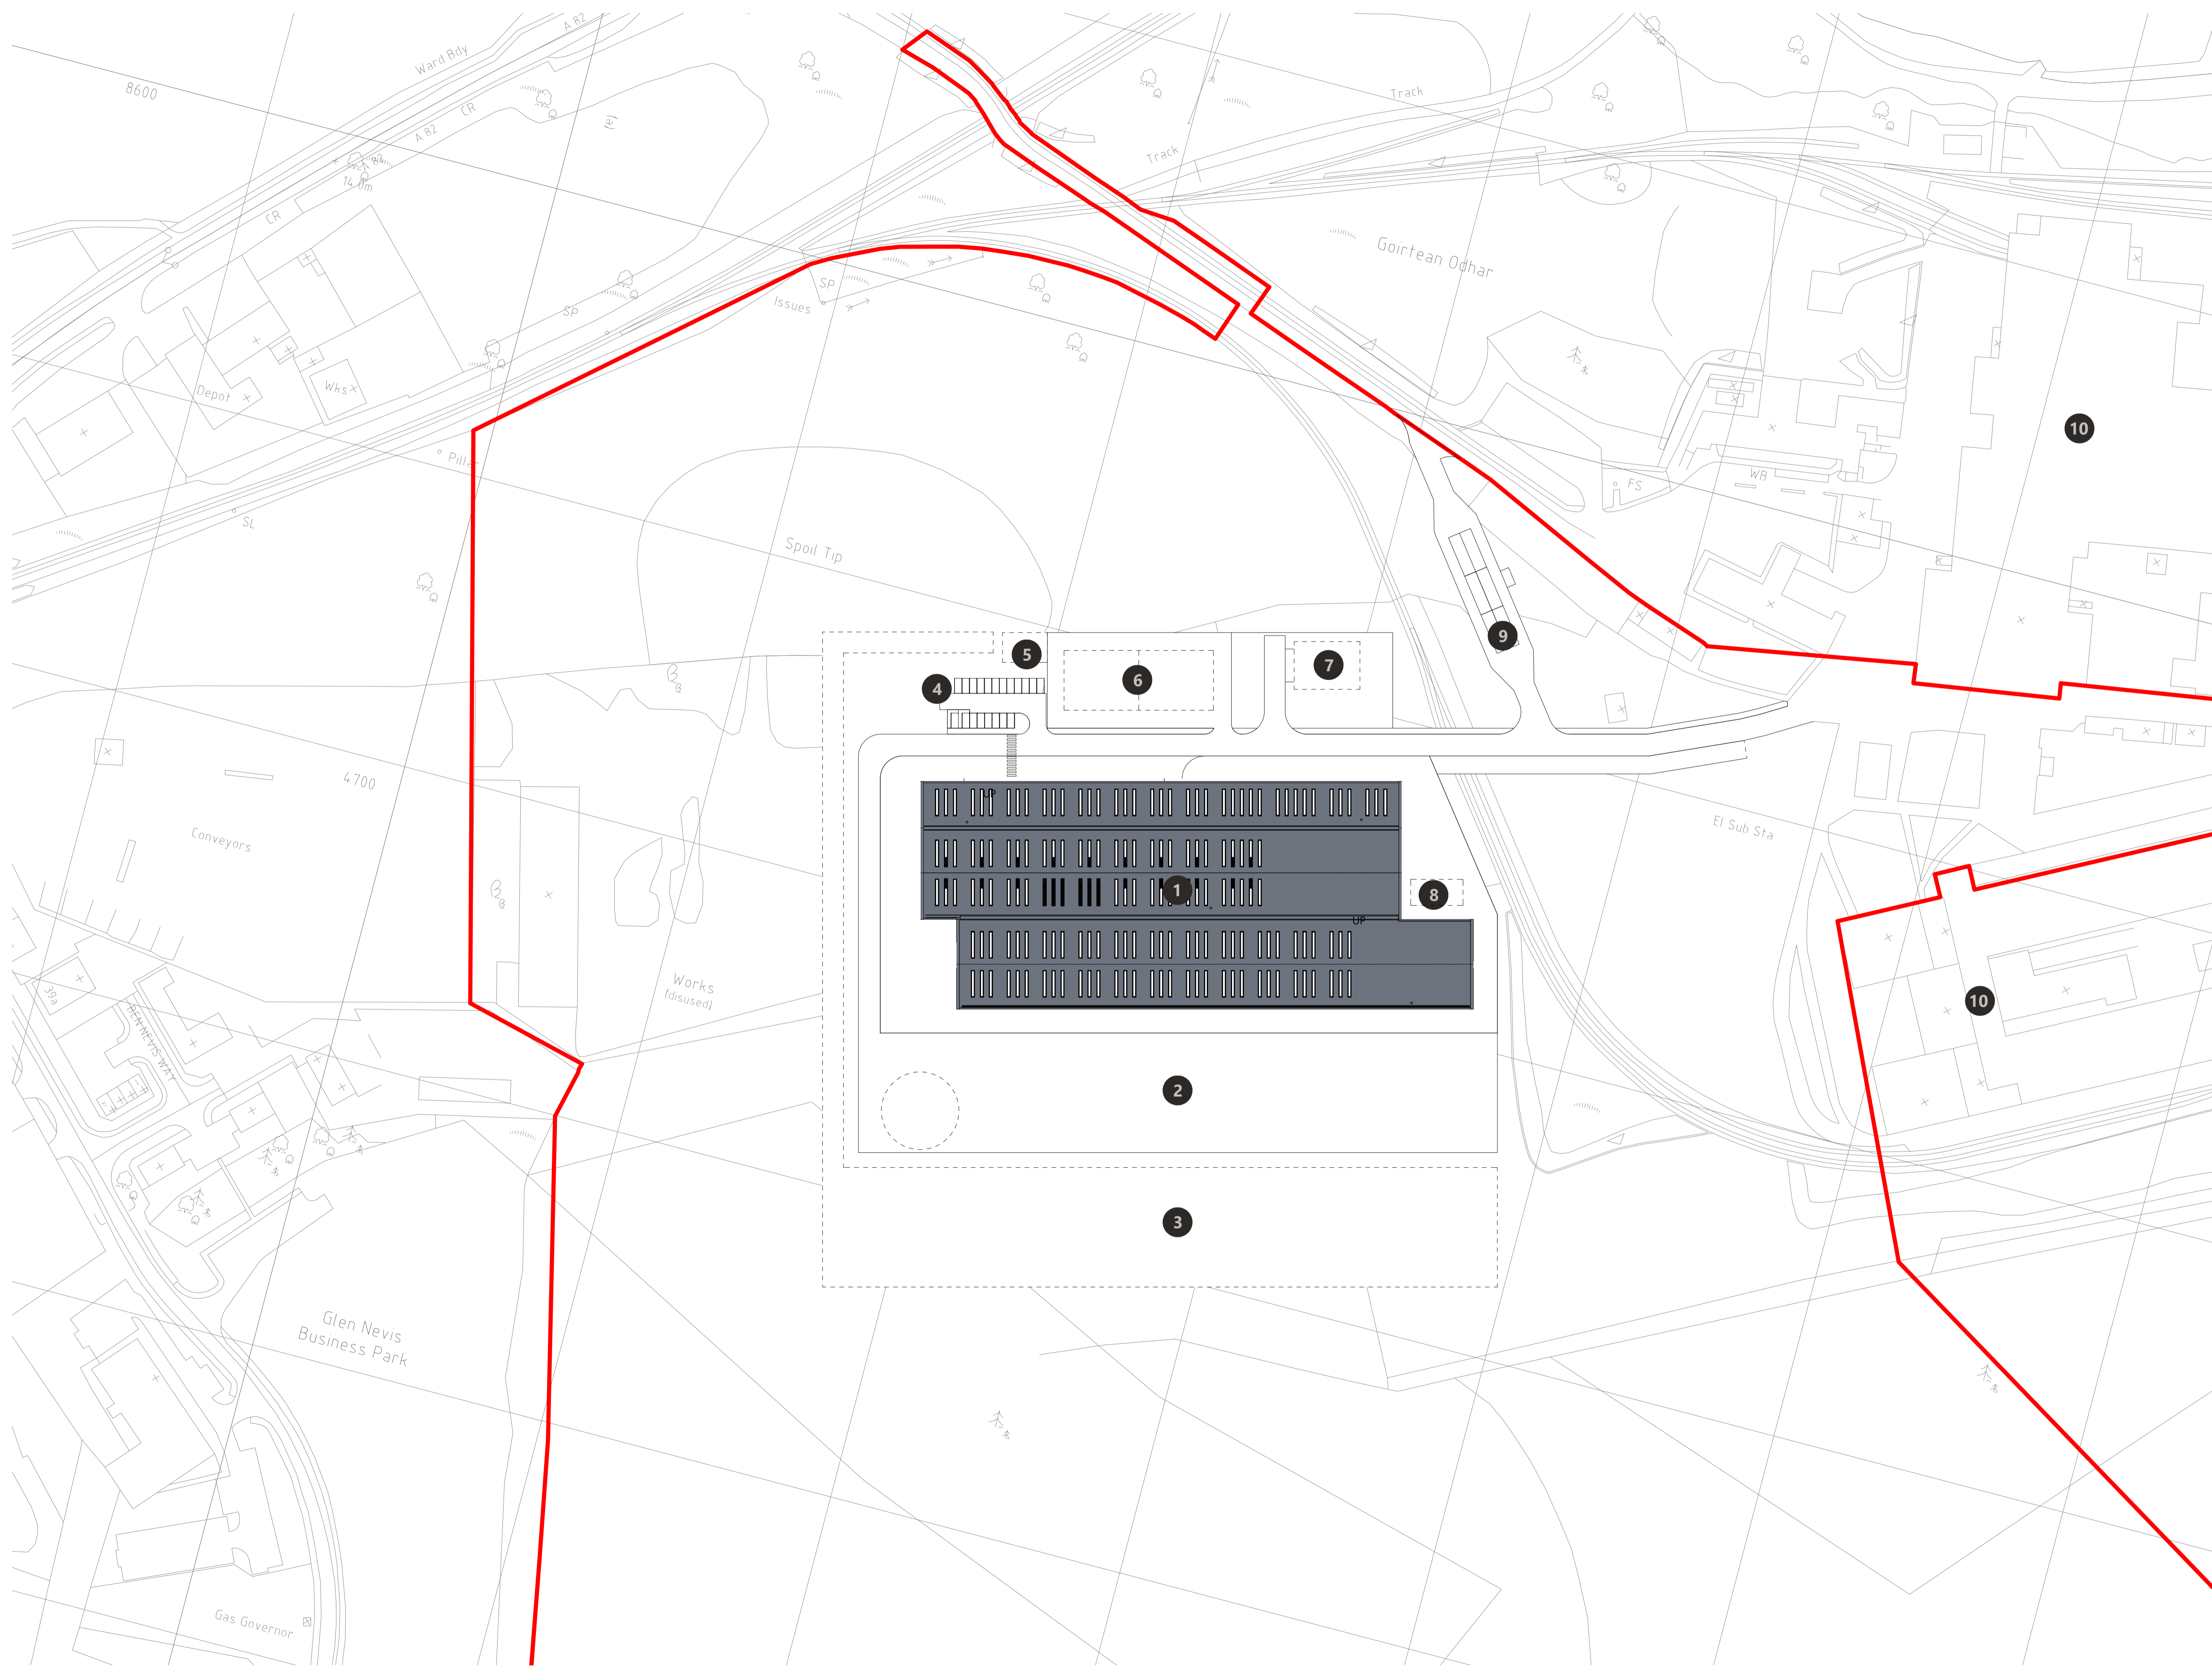 A 82
Ward Bdy
8600
CR
A 82
(a)
14.0m
CR
Track
Track
Goirtean Odhar
SP
Issues
SP
Depot
Wks
10
Pillar
SL
WB
FS
Spoil Tip
9
5
7
6
4
4700
UP
Conveyors
El Sub Sta
1
8
UP
39a
Works
(disused)
10
BEN NEVIS WAY
2
3
Glen Nevis
Business Park
Gas Governor